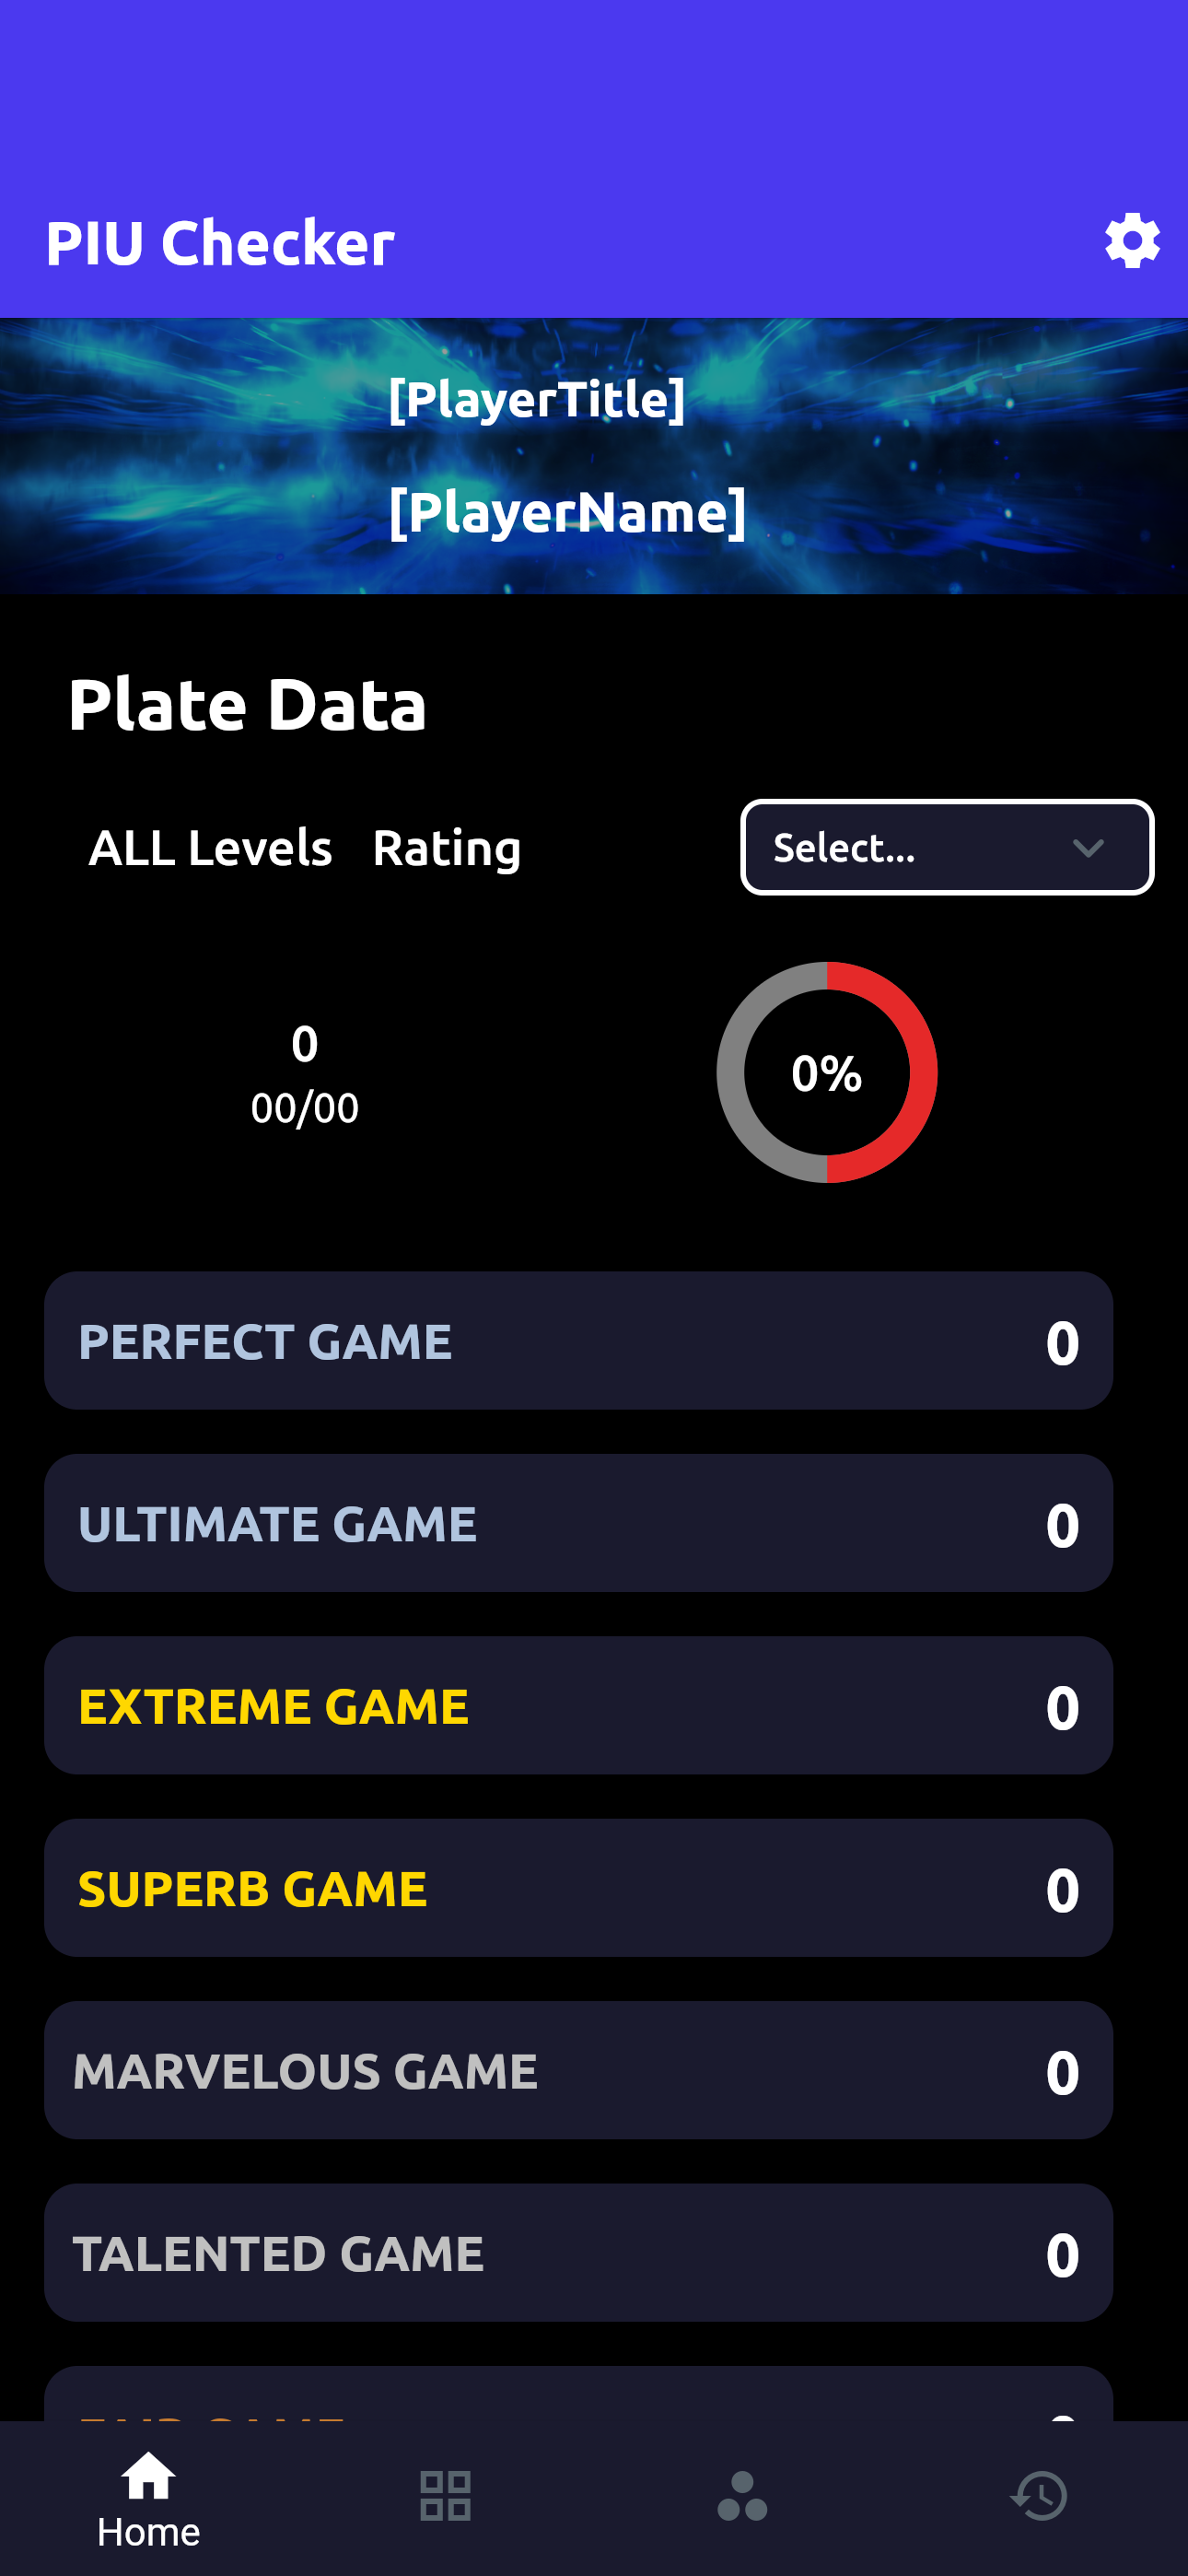 PIU Checker
[PlayerTitle]
[PlayerName]
Plate Data
ALL Levels Rating Select...
0
00/00
0%
PERFECT GAME 0
ULTIMATE GAME 0
EXTREME GAME 0
SUPERB GAME 0
MARVELOUS GAME 0
TALENTED GAME 0
Home